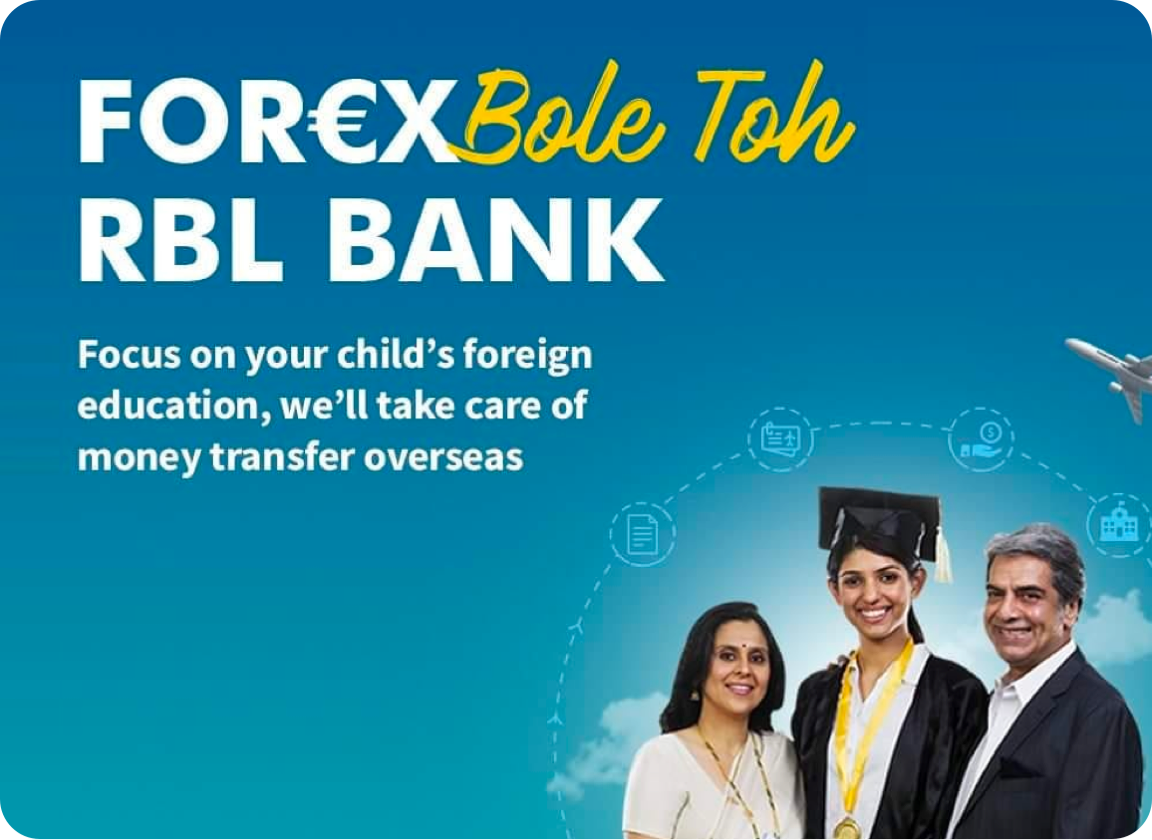 FOR€X Bole Toh
RBL BANK
Focus on your child’s foreign
education, we’ll take care of
money transfer overseas
$